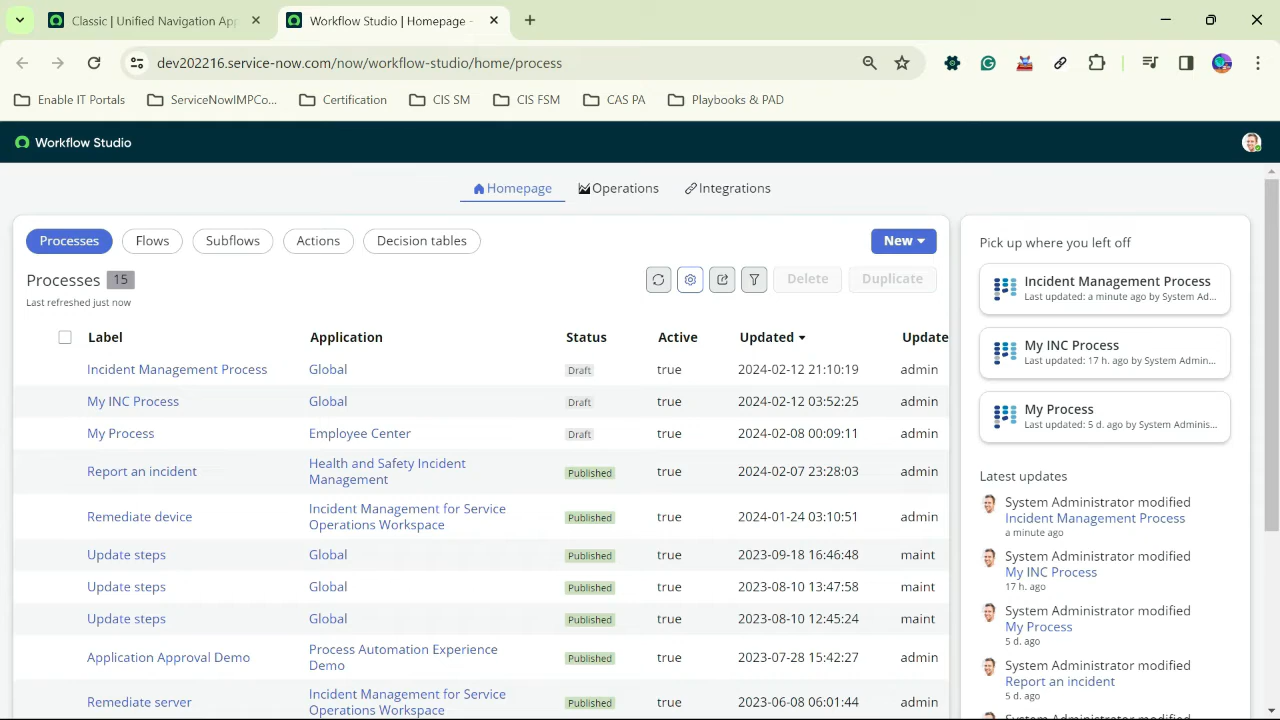 Classic | Unified Navigation App
Workflow Studio | Homepage -
dev202216.service-now.com/now/workflow-studio/home/process
Enable IT Portals
ServiceNowIMPCo...
Certification
CIS SM
CIS FSM
CAS PA
Playbooks & PAD
Workflow Studio
Homepage
Operations
Integrations
Processes
Flows
Subflows
Actions
Decision tables
New
Processes 15
Last refreshed just now
Delete
Duplicate
Label Application Status Active Updated Update
Incident Management Process Global Draft true 2024-02-12 21:10:19 admin
My INC Process Global Draft true 2024-02-12 03:52:25 admin
My Process Employee Center Draft true 2024-02-08 00:09:11 admin
Report an incident Health and Safety Incident Management Published true 2024-02-07 23:28:03 admin
Remediate device Incident Management for Service Operations Workspace Published true 2024-01-24 03:10:51 admin
Update steps Global Published true 2023-09-18 16:46:48 maint
Update steps Global Published true 2023-08-10 13:47:58 maint
Update steps Global Published true 2023-08-10 12:45:24 maint
Application Approval Demo Process Automation Experience Demo Published true 2023-07-28 15:42:27 admin
Remediate server Incident Management for Service Operations Workspace Published true 2023-06-08 06:01:44 admin
Pick up where you left off
Incident Management Process
Last updated: a minute ago by System Ad...
My INC Process
Last updated: 17 h. ago by System Admin...
My Process
Last updated: 5 d. ago by System Adminis...
Latest updates
System Administrator modified
Incident Management Process
a minute ago
System Administrator modified
My INC Process
17 h. ago
System Administrator modified
My Process
5 d. ago
System Administrator modified
Report an incident
5 d. ago
System Administrator modified